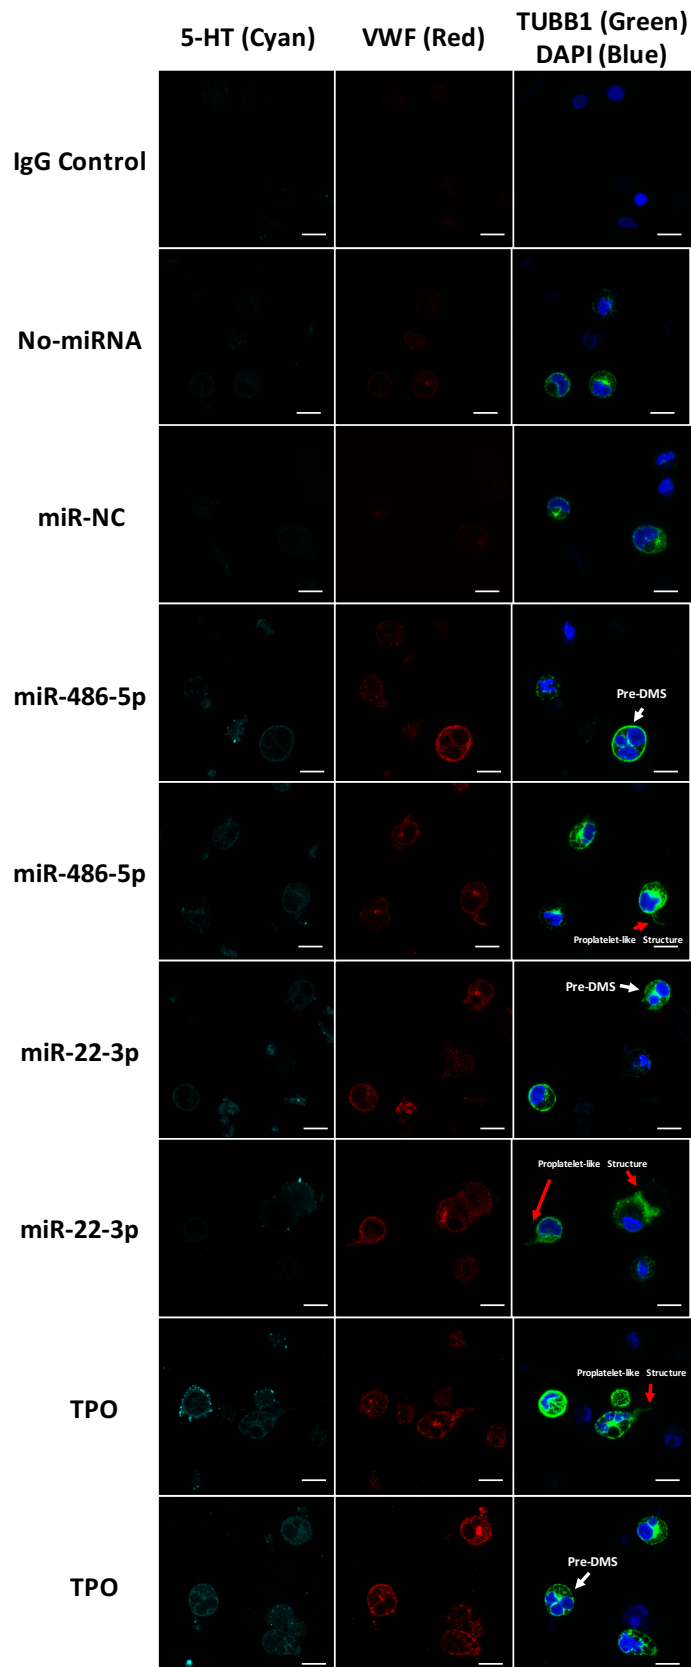 5-HT (Cyan)
VWF (Red)
TUBB1 (Green)
DAPI (Blue)
IgG Control
No-miRNA
miR-NC
miR-486-5p
Pre-DMS
miR-486-5p
Proplatelet-like Structure
miR-22-3p
Pre-DMS
miR-22-3p
Proplatelet-like Structure
TPO
Proplatelet-like Structure
TPO
Pre-DMS